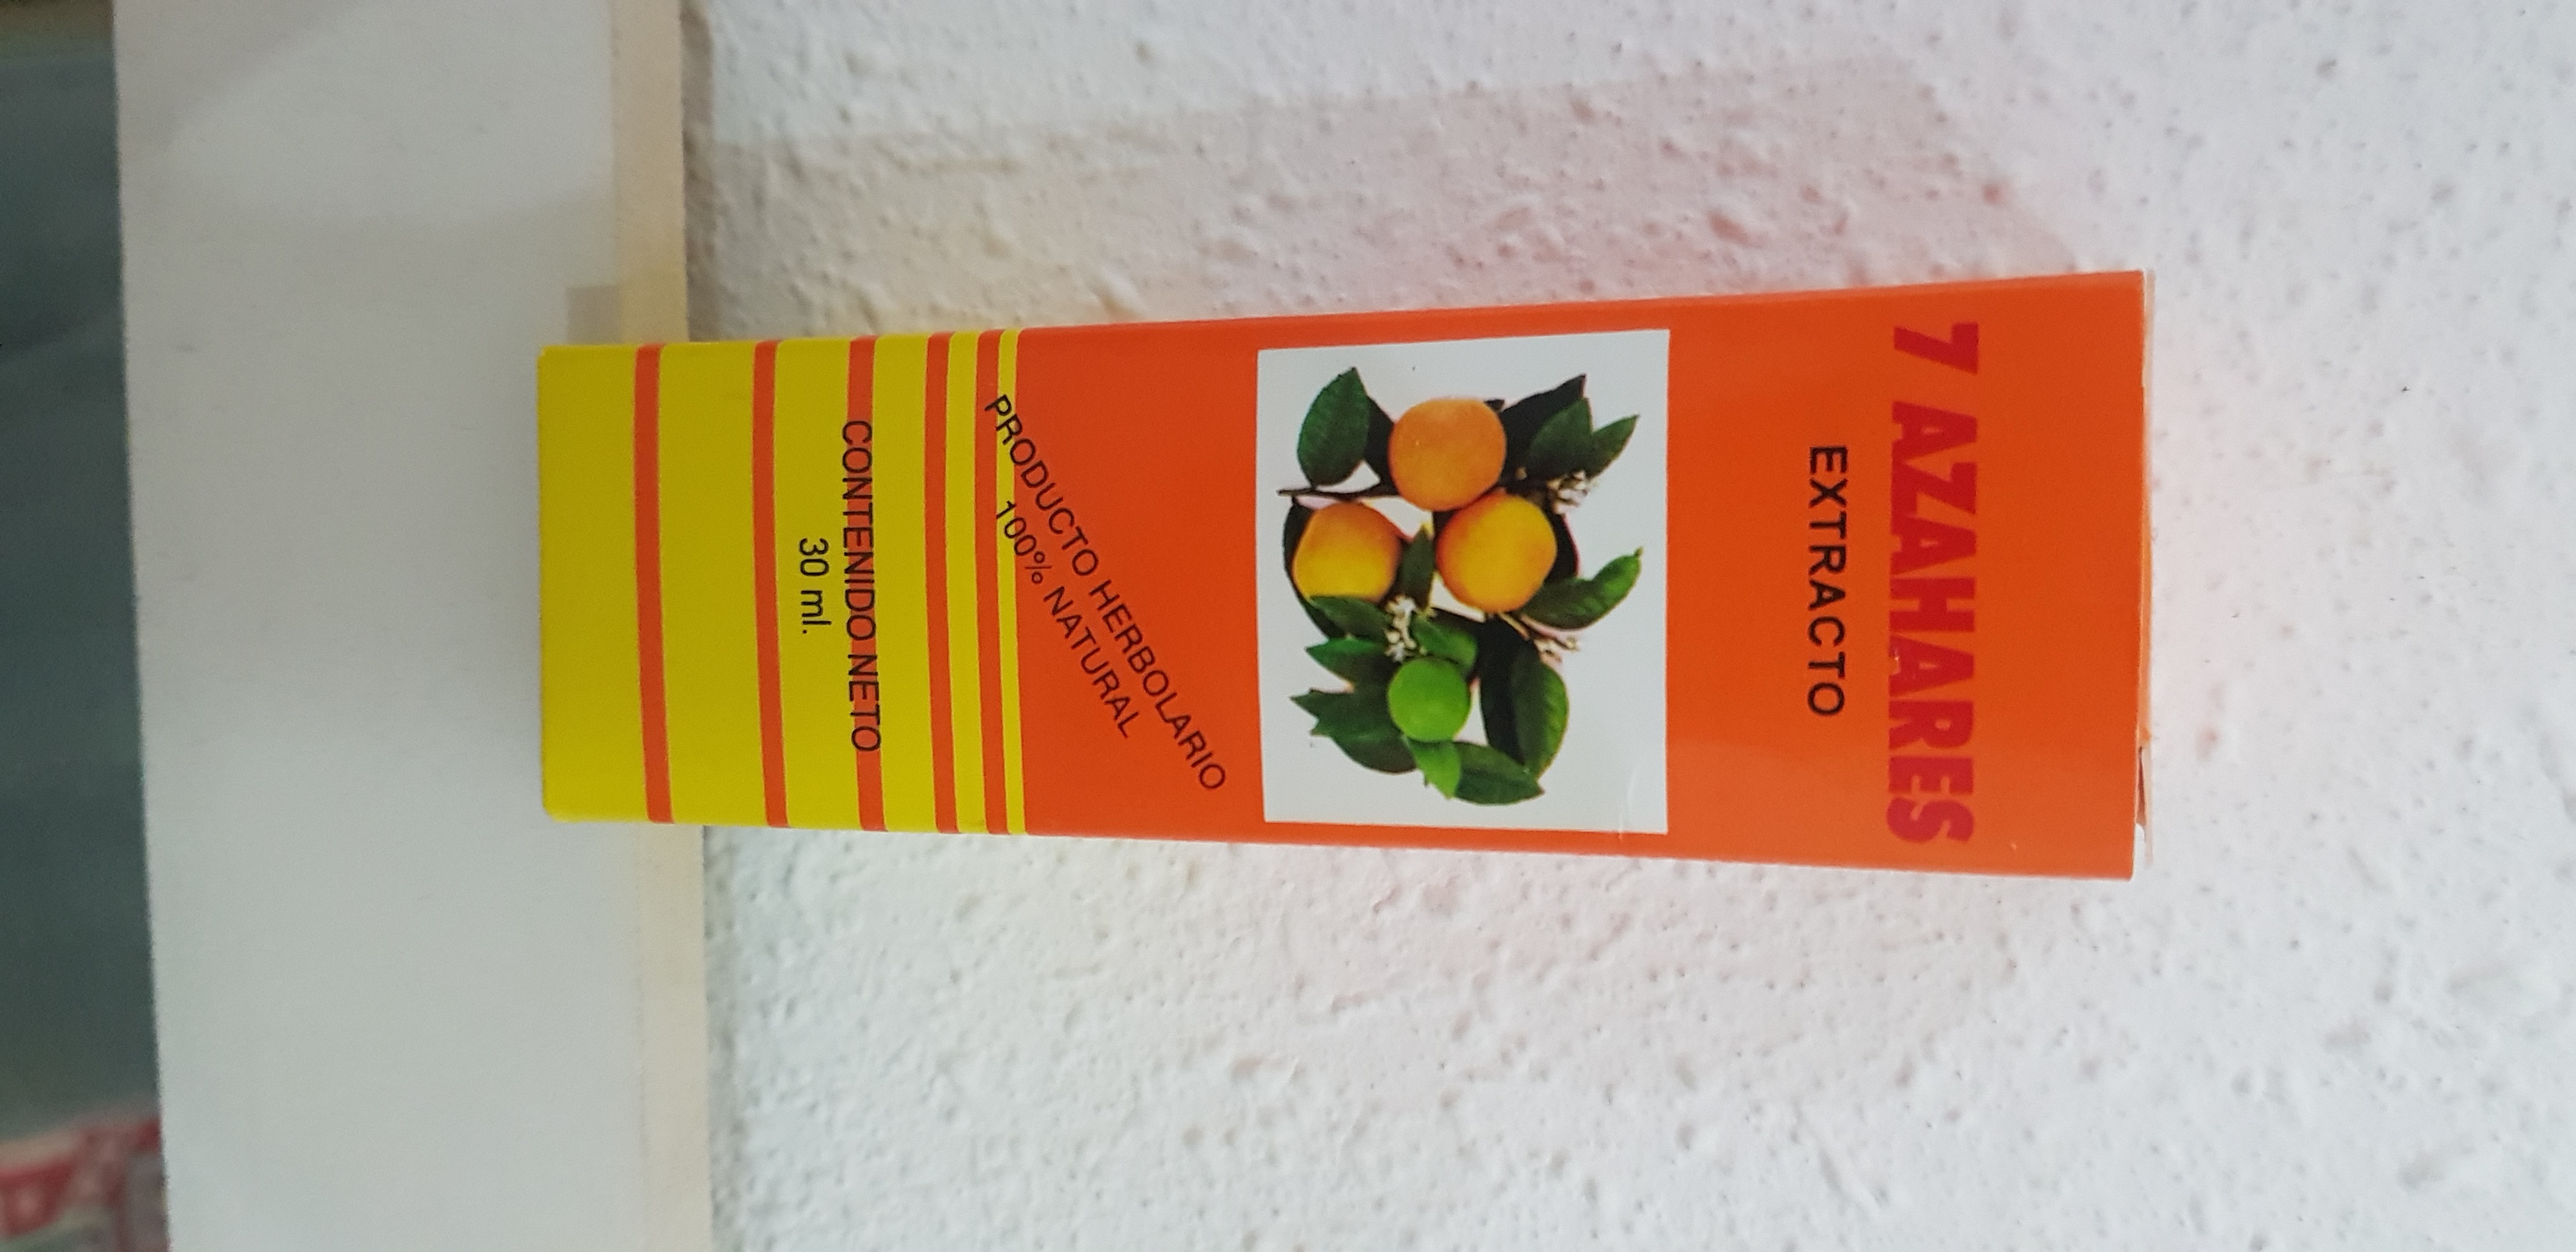 7 AZAHARES
EXTRACTO
PRODUCTO HERBOLARIO
100% NATURAL
CONTENIDO NETO
30 ml.